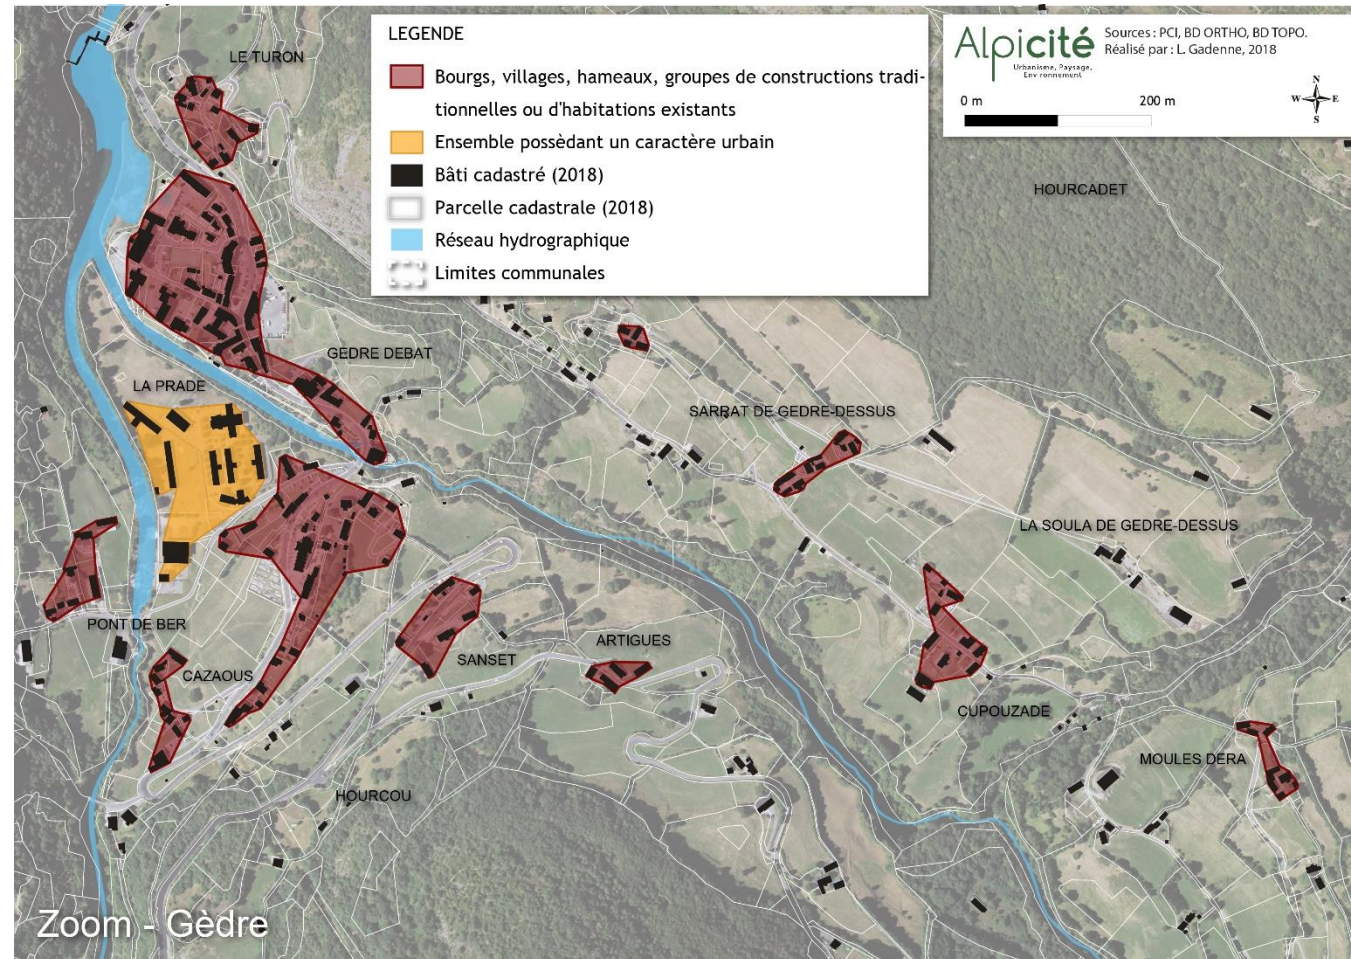 LEGENDE
Bourgs, villages, hameaux, groupes de constructions tradi-
tionnelles ou d'habitations existants
Ensemble possèdant un caractère urbain
Bâti cadastré (2018)
Parcelle cadastrale (2018)
Réseau hydrographique
Limites communales
Alpicité
Urbanisme, Paysage,
Environnement
Sources : PCI, BD ORTHO, BD TOPO.
Réalisé par : L. Gadenne, 2018
0 m 200 m
N
W E
S
LE TURON
HOURCADET
GEDRE DEBAT
LA PRADE
SARRAT DE GEDRE-DESSUS
LA SOULA DE GEDRE-DESSUS
PONT DE BER
ARTIGUES
SANSET
CAZAOUS
CUPOUZADE
MOULES DERA
HOURCOU
Zoom - Gèdre